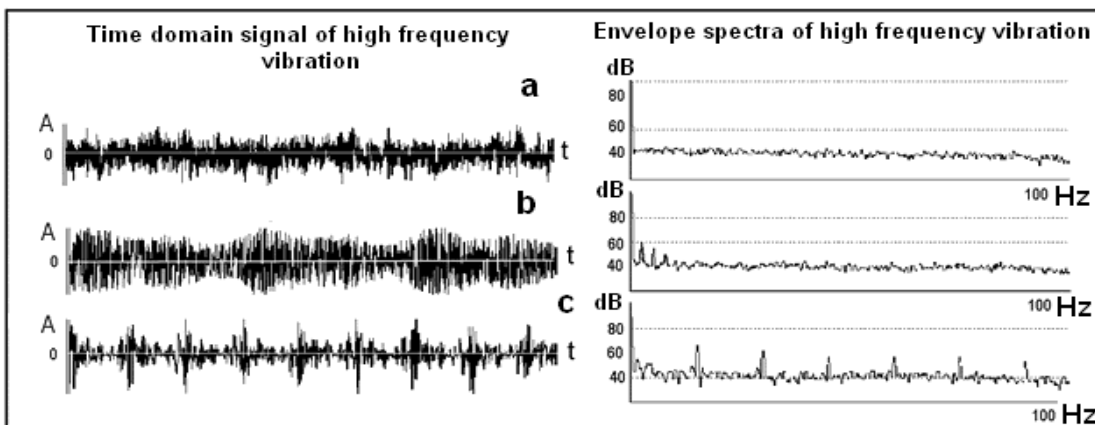 Time domain signal of high frequency
vibration
Envelope spectra of high frequency vibration
a
A
0
t
dB
80
60
40
100 Hz
b
A
0
t
dB
80
60
40
100 Hz
c
A
0
t
dB
80
60
40
100 Hz